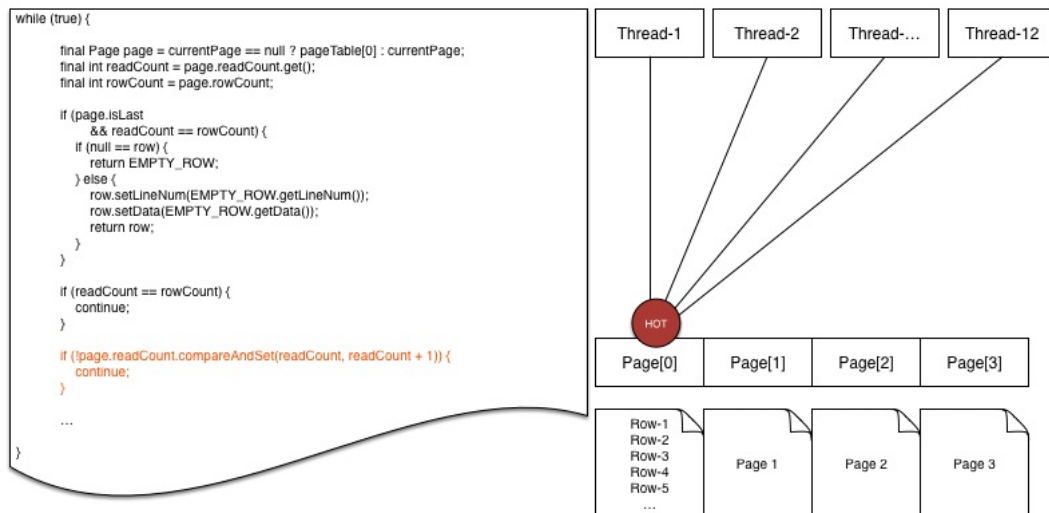 while (true) {
final Page page = currentPage == null ? pageTable[0] : currentPage;
final int readCount = page.readCount.get();
final int rowCount = page.rowCount;
if (page.isLast
&& readCount == rowCount) {
if (null == row) {
return EMPTY_ROW;
} else {
row.setLineNum(EMPTY_ROW.getLineNum());
row.setData(EMPTY_ROW.getData());
return row;
}
}
if (readCount == rowCount) {
continue;
}
if (!page.readCount.compareAndSet(readCount, readCount + 1)) {
continue;
}
...
}
Thread-1
Thread-2
Thread-...
Thread-12
HOT
Page[0]
Page[1]
Page[2]
Page[3]
Row-1
Row-2
Row-3
Row-4
Row-5
...
Page 1
Page 2
Page 3